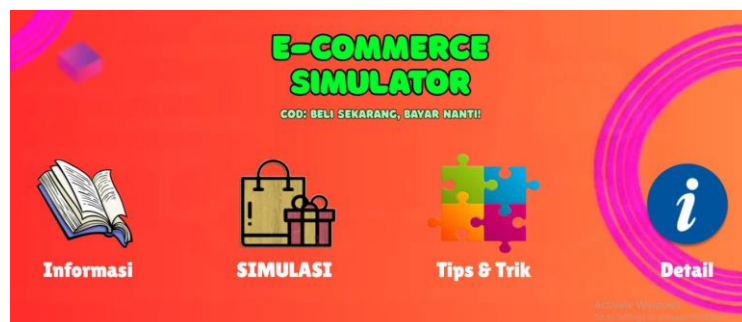 E-COMMERCE
SIMULATOR
COD: BELI SEKARANG, BAYAR NANTI!
Informasi
SIMULASI
Tips & Trik
Detail
Activate Windows